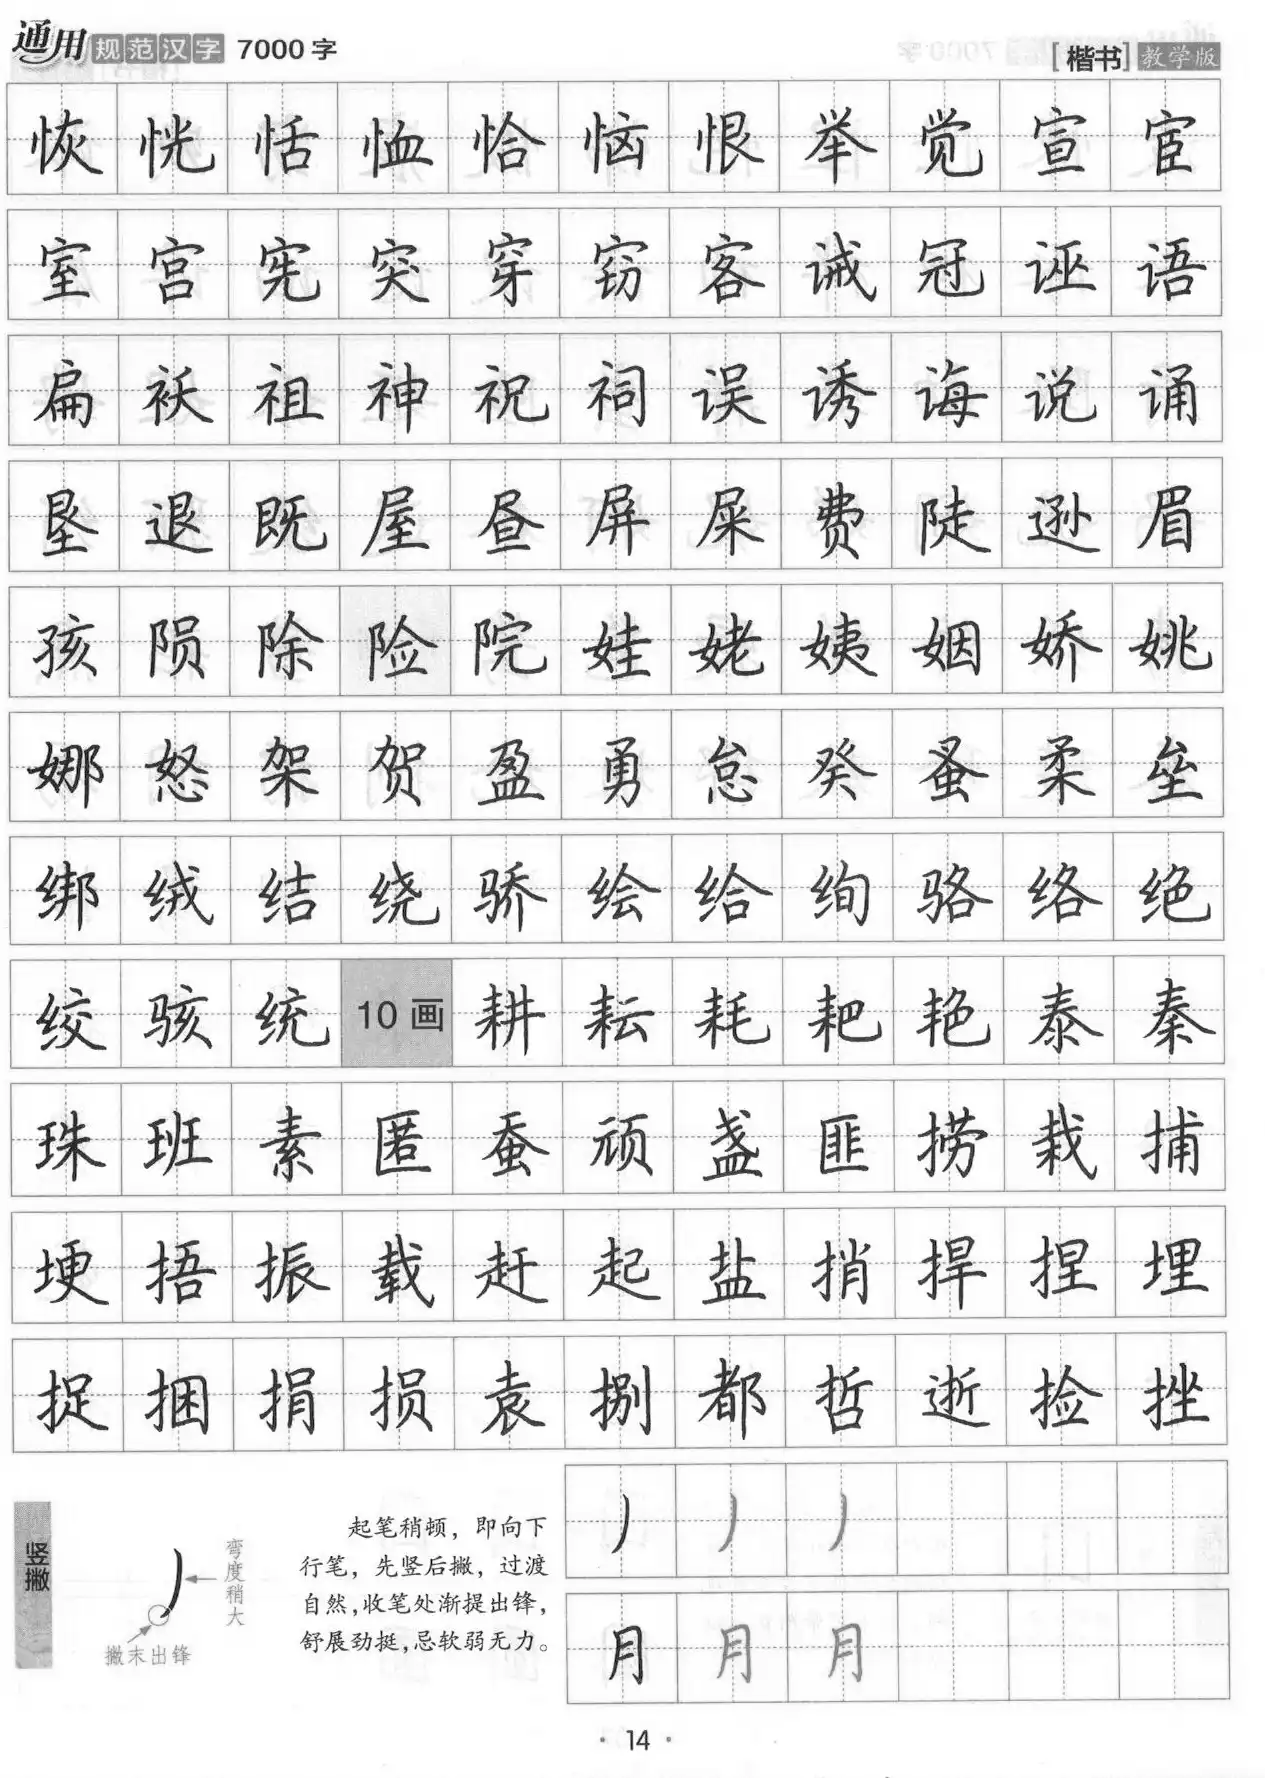 通用规范汉字 7000 字
[楷书] 教学版
恢 恍 恬 恤 恰 恼 恨 举 觉 宣 宦
室 宫 宪 突 穿 窃 客 诫 冠 诬 语
扁 袄 祖 神 祝 祠 误 诱 诲 说 诵
垦 退 既 屋 昼 屏 屎 费 陡 逊 眉
孩 陨 除 险 院 娃 姥 姨 姻 娇 姚
娜 怒 架 贺 盈 勇 怠 癸 蚤 柔 垒
绑 绒 结 绕 骄 绘 给 绚 骆 络 绝
绞 骇 统 10 画 耕 耘 耗 耙 艳 泰 秦
珠 班 素 匿 蚕 顽 盏 匪 捞 栽 捕
埂 捂 振 载 赶 起 盐 捎 捍 捏 埋
捉 捆 捐 损 袁 捌 都 哲 逝 捡 挫
竖撇
弯度稍大
撇末出锋
起笔稍顿，即向下
行笔，先竖后撇，过渡
自然，收笔处渐提出锋，
舒展劲挺，忌软弱无力。
丿 丿 丿
月 月 月
· 14 ·